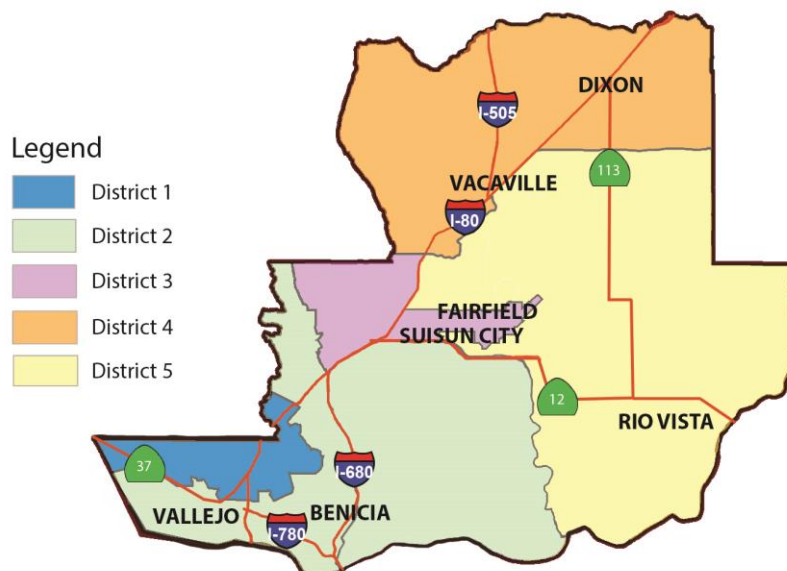 DIXON
I-505
Legend
District 1
113
VACAVILLE
District 2
I-80
District 3
FAIRFIELD
SUISUN CITY
District 4
District 5
12
RIO VISTA
37
I-680
VALLEJO
BENICIA
I-780